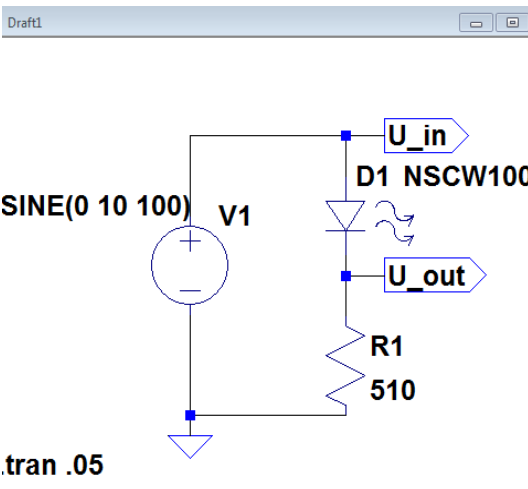 Draft1
U_in
D1 NSCW100
SINE(0 10 100)
V1
U_out
R1
510
.tran .05